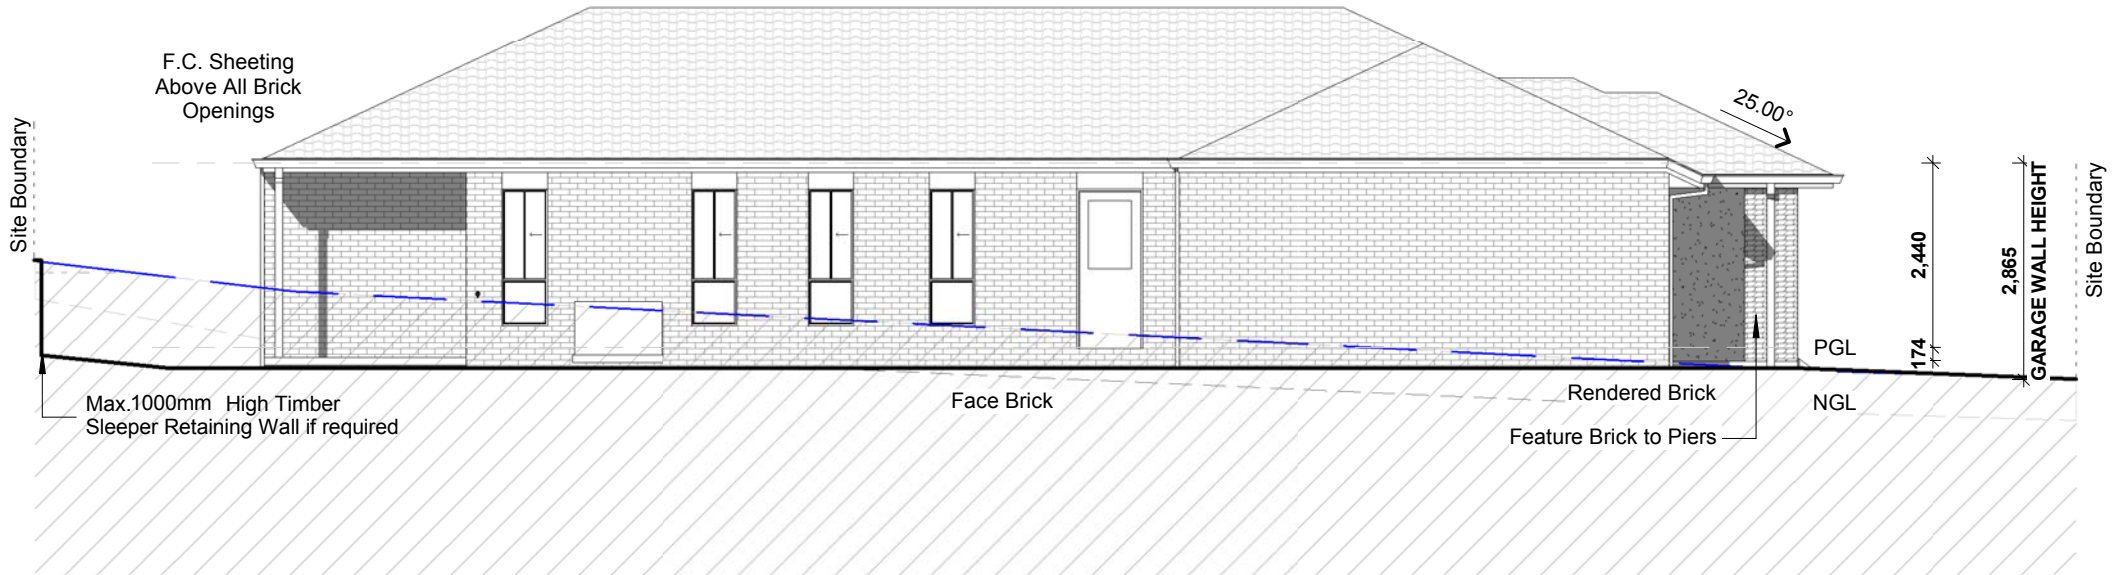 F.C. Sheeting
Above All Brick
Openings
Site Boundary
25.00°
2,440
174
2,865
GARAGE WALL HEIGHT
Site Boundary
PGL
NGL
Max.1000mm High Timber
Sleeper Retaining Wall if required
Face Brick
Rendered Brick
Feature Brick to Piers